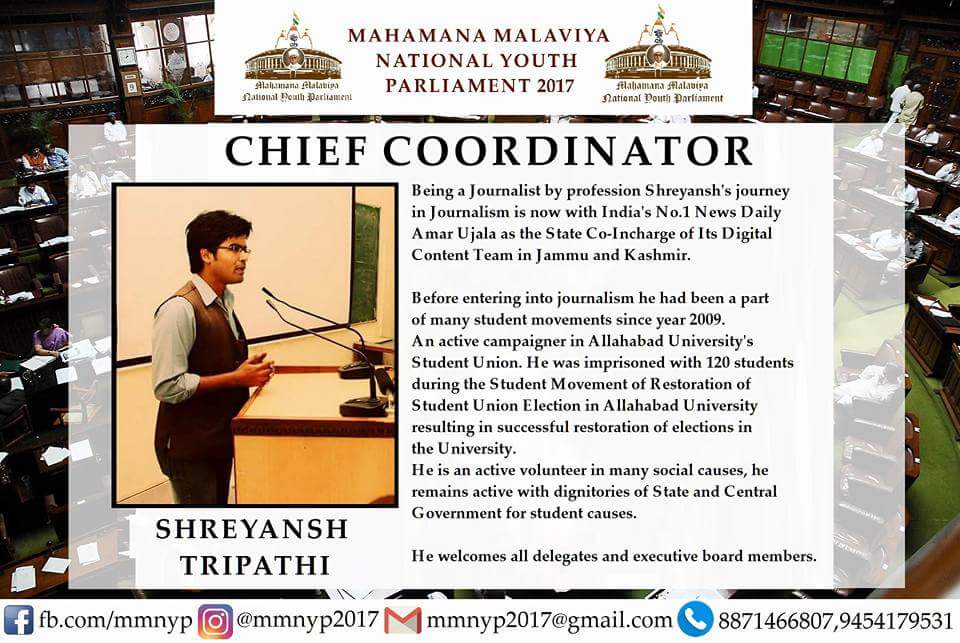 MAHAMANA MALAVIYA
NATIONAL YOUTH
PARLIAMENT 2017
Mahamana Malaviya
National Youth Parliament
Mahamana Malaviya
National Youth Parliament
CHIEF COORDINATOR
Being a Journalist by profession Shreyansh's journey
in Journalism is now with India's No.1 News Daily
Amar Ujala as the State Co-Incharge of Its Digital
Content Team in Jammu and Kashmir.
Before entering into journalism he had been a part
of many student movements since year 2009.
An active campaigner in Allahabad University's
Student Union. He was imprisoned with 120 students
during the Student Movement of Restoration of
Student Union Election in Allahabad University
resulting in successful restoration of elections in
the University.
He is an active volunteer in many social causes, he
remains active with dignitories of State and Central
Government for student causes.
He welcomes all delegates and executive board members.
SHREYANSH
TRIPATHI
fb.com/mmnyp @mmnyp2017 mmnyp2017@gmail.com 8871466807,9454179531